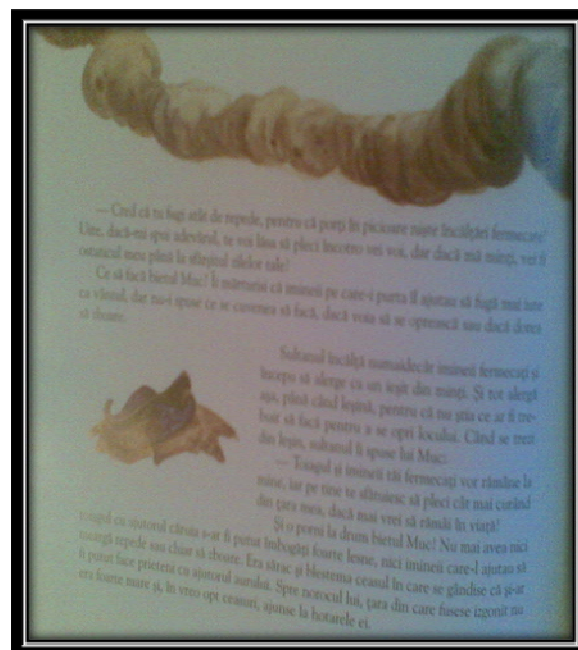 — Cred că tu fugi atât de repede, pentru că porți în picioare niște încălțări fermecate!
Uite, dacă-mi spui adevărul, te voi lăsa să pleci încotro vei voi, dar dacă mă minți, vei fi
ostaticul meu până la sfârșitul zilelor tale!
Ce să facă bietul Muc! Îi mărturisi că imineii pe care-i purta îl ajutau să fugă mai iute
ca vântul, dar nu-i spuse ce se cuvenea să facă, dacă voia să se oprească sau dacă dorea
să zboare.
Sultanul încălță numaidecât imineii fermecați și
începu să alerge ca un ieșit din minți. Și tot alergă
așa, până când leșină, pentru că nu știa ce ar fi tre-
buit să facă pentru a se opri locului. Când se trezi
din leșin, sultanul îi spuse lui Muc:
— Toiagul și imineii tăi fermecați vor rămâne la
mine, iar pe tine te sfătuiesc să pleci cât mai curând
din țara mea, dacă mai vrei să rămâi în viață!
Și o porni la drum bietul Muc! Nu mai avea nici
toiagul cu ajutorul căruia s-ar fi putut îmbogăți foarte lesne, nici imineii care-l ajutau să
meargă repede sau chiar să zboare. Era sărac și blestema ceasul în care se gândise că și-ar
fi putut face prieteni cu ajutorul aurului. Spre norocul lui, țara din care fusese izgonit nu
era foarte mare și, în vreo opt ceasuri, ajunse la hotarele ei.